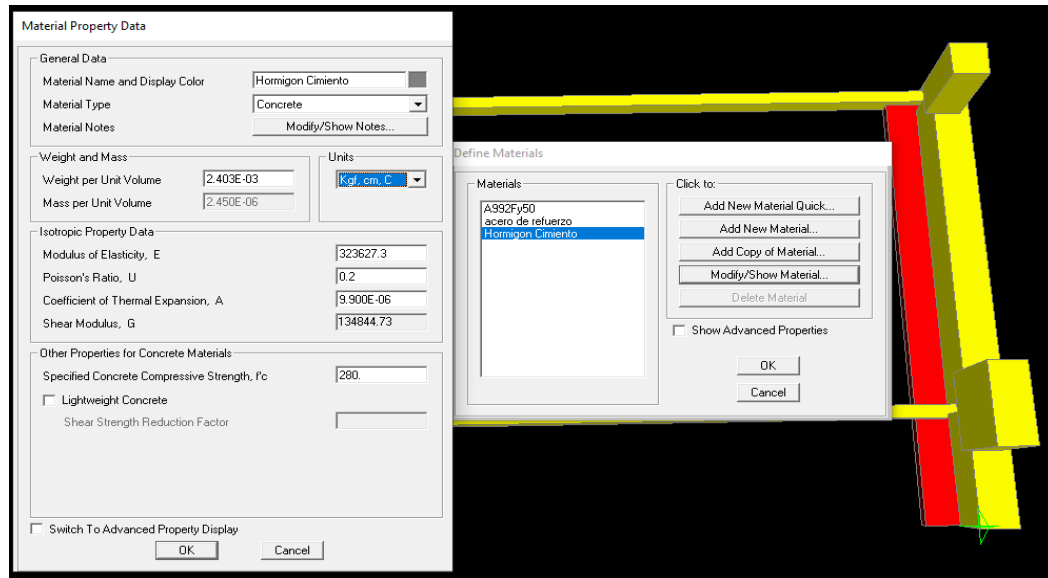 Material Property Data
General Data
Material Name and Display Color
Hormigon Cimiento
Material Type
Concrete
Material Notes
Modify/Show Notes...
Weight and Mass
Weight per Unit Volume
2.403E-03
Mass per Unit Volume
2.450E-06
Units
Kgf, cm, C
Isotropic Property Data
Modulus of Elasticity, E
323627.3
Poisson's Ratio, U
0.2
Coefficient of Thermal Expansion, A
9.900E-06
Shear Modulus, G
134844.73
Other Properties for Concrete Materials
Specified Concrete Compressive Strength, f'c
280.
Lightweight Concrete
Shear Strength Reduction Factor
Switch To Advanced Property Display
OK
Cancel
Define Materials
Materials
A992Fy50
acero de refuerzo
Hormigon Cimiento
Click to:
Add New Material Quick...
Add New Material...
Add Copy of Material...
Modify/Show Material...
Delete Material
Show Advanced Properties
OK
Cancel